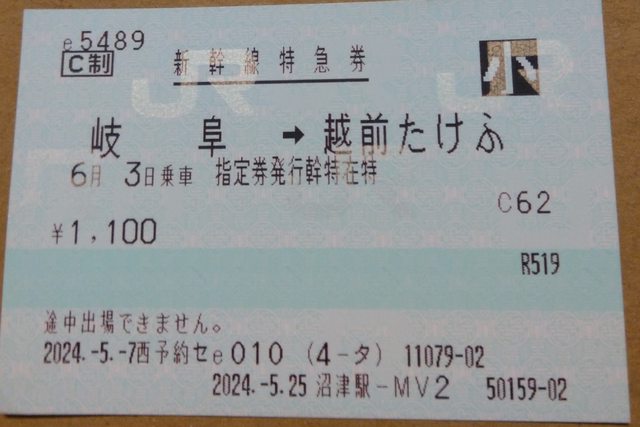 e5489
C制
新幹線特急券
小
岐阜 → 越前たけふ
6月 3日乗車 指定券発行幹特在特
C62
¥1,100
R519
途中出場できません。
2024.-5.-7西予約セe010 (4-タ) 11079-02
2024.-5.25 沼津駅-MV2 50159-02